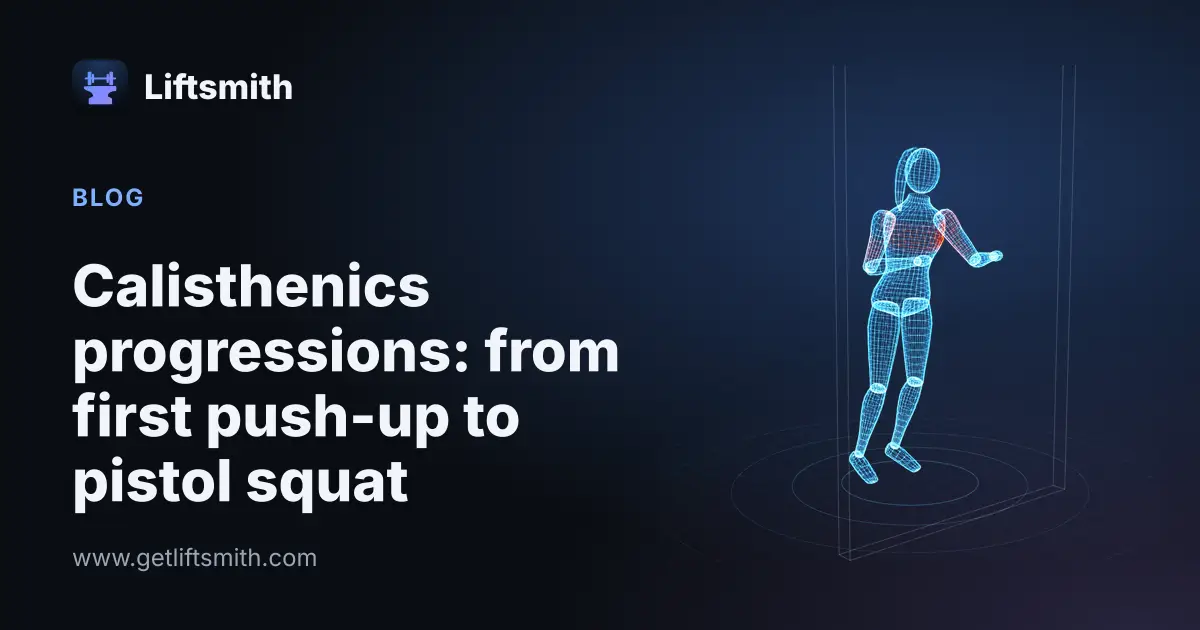 Liftsmith
BLOG
Calisthenics
progressions: from
first push-up to
pistol squat
www.getliftsmith.com